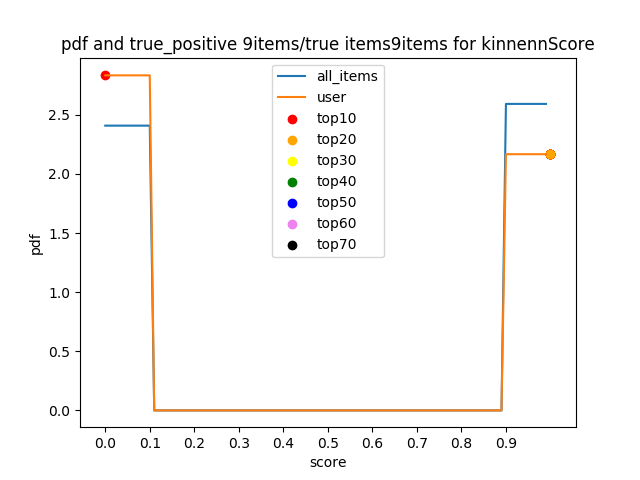 pdf and true_positive 9items/true items9items for kinnennScore
all_items
user
top10
top20
top30
top40
top50
top60
top70
2.5
2.0
1.5
1.0
0.5
0.0
pdf
0.0 0.1 0.2 0.3 0.4 0.5 0.6 0.7 0.8 0.9
score